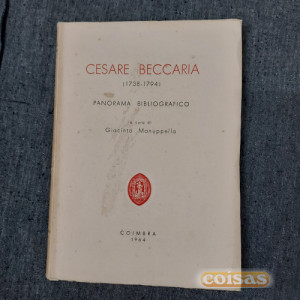 CESARE BECCARIA
(1738-1794)
PANORAMA BIBLIOGRAFICO
a cura di
Giacinto Manuppella
COIMBRA
1964
coisas